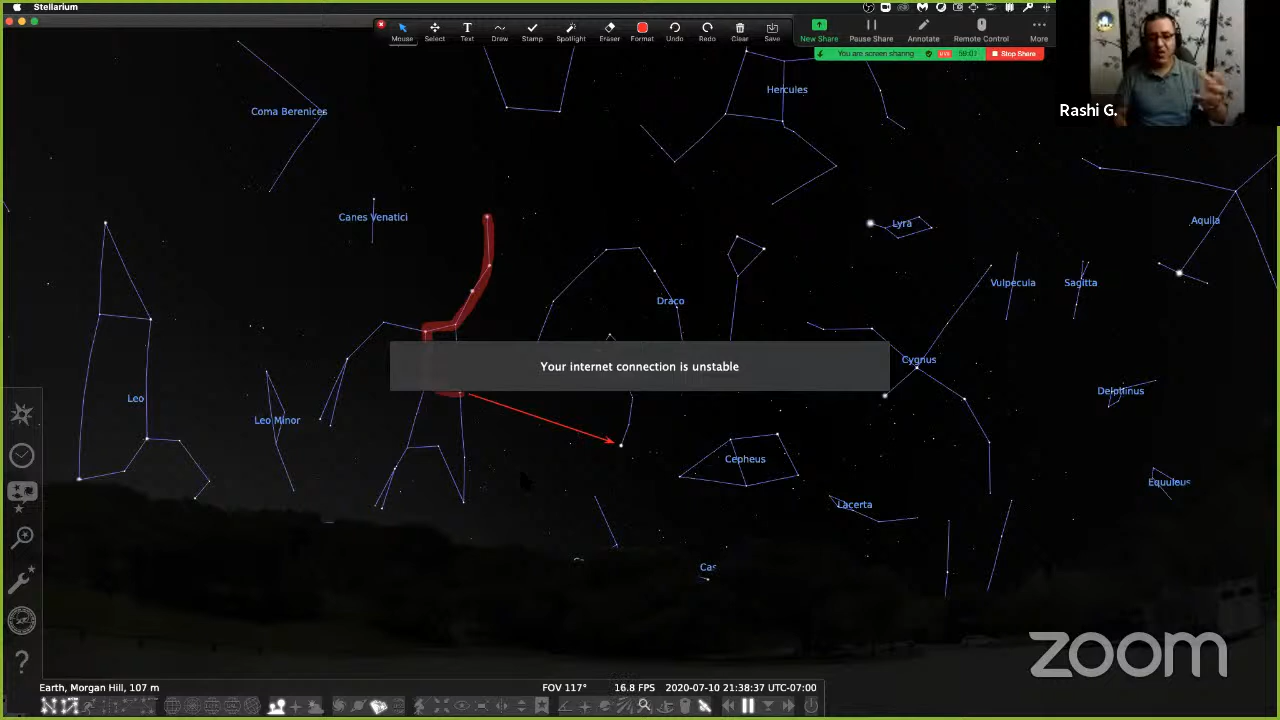 Stellarium
Mouse
Select
Text
Draw
Stamp
Spotlight
Eraser
Format
Undo
Redo
Clear
Save
New Share
Pause Share
Annotate
Remote Control
More
You are screen sharing
LIVE
Stop Share
Rashi G.
Hercules
Coma Berenices
Canes Venatici
Lyra
Aquila
Vulpecula
Sagitta
Draco
Cygnus
Your internet connection is unstable
Delphinus
Leo
Leo Minor
Cepheus
Equuleus
Lacerta
Cas
zoom
Earth, Morgan Hill, 107 m
FOV 117°
16.8 FPS
2020-07-10 21:38:37 UTC-07:00